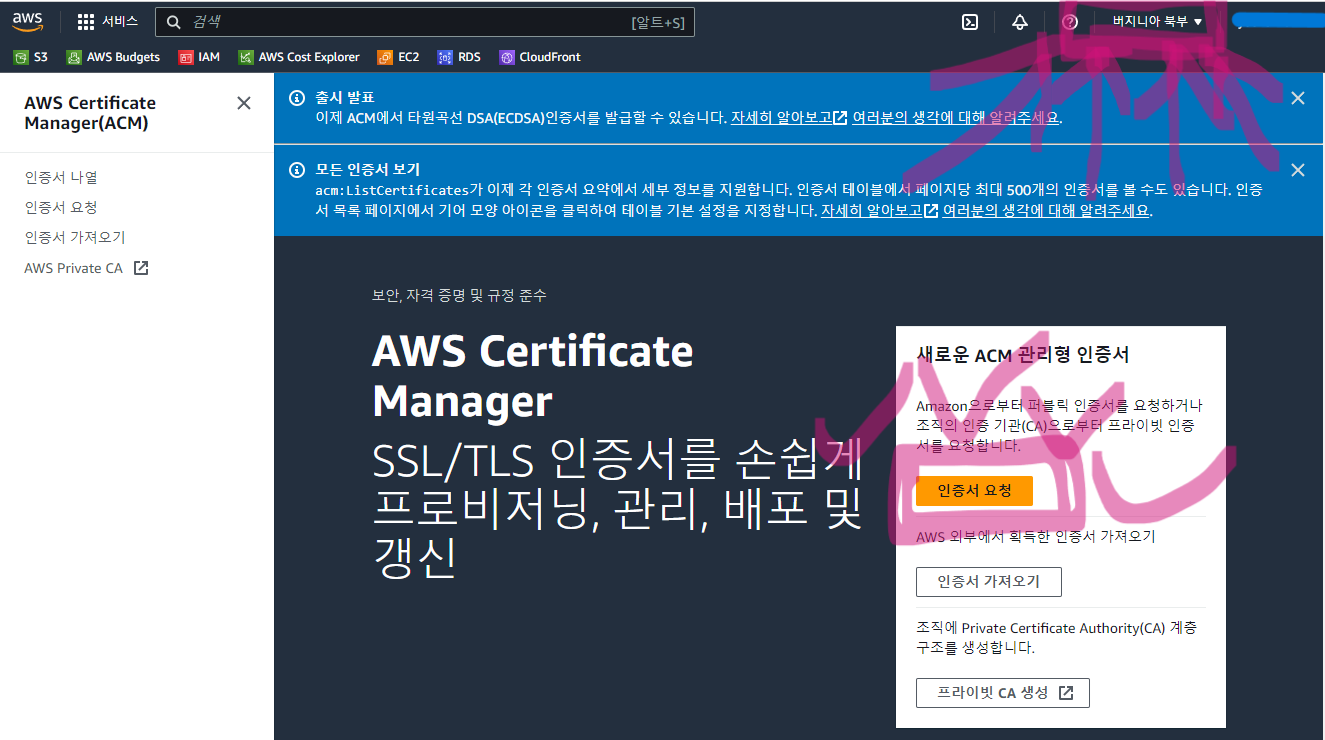 aws
서비스
검색
[알트+S]
버지니아 북부 ▼
S3
AWS Budgets
IAM
AWS Cost Explorer
EC2
RDS
CloudFront
AWS Certificate
Manager(ACM)
인증서 나열
인증서 요청
인증서 가져오기
AWS Private CA
출시 발표
이제 ACM에서 타원곡선 DSA(ECDSA)인증서를 발급할 수 있습니다. 자세히 알아보고 여러분의 생각에 대해 알려주세요.
모든 인증서 보기
acm:ListCertificates가 이제 각 인증서 요약에서 세부 정보를 지원합니다. 인증서 테이블에서 페이지당 최대 500개의 인증서를 볼 수도 있습니다. 인증
서 목록 페이지에서 기어 모양 아이콘을 클릭하여 테이블 기본 설정을 지정합니다. 자세히 알아보고 여러분의 생각에 대해 알려주세요.
보안, 자격 증명 및 규정 준수
AWS Certificate
Manager
SSL/TLS 인증서를 손쉽게
프로비저닝, 관리, 배포 및
갱신
새로운 ACM 관리형 인증서
Amazon으로부터 퍼블릭 인증서를 요청하거나
조직의 인증 기관(CA)으로부터 프라이빗 인증
서를 요청합니다.
인증서 요청
AWS 외부에서 획득한 인증서 가져오기
인증서 가져오기
조직에 Private Certificate Authority(CA) 계층
구조를 생성합니다.
프라이빗 CA 생성